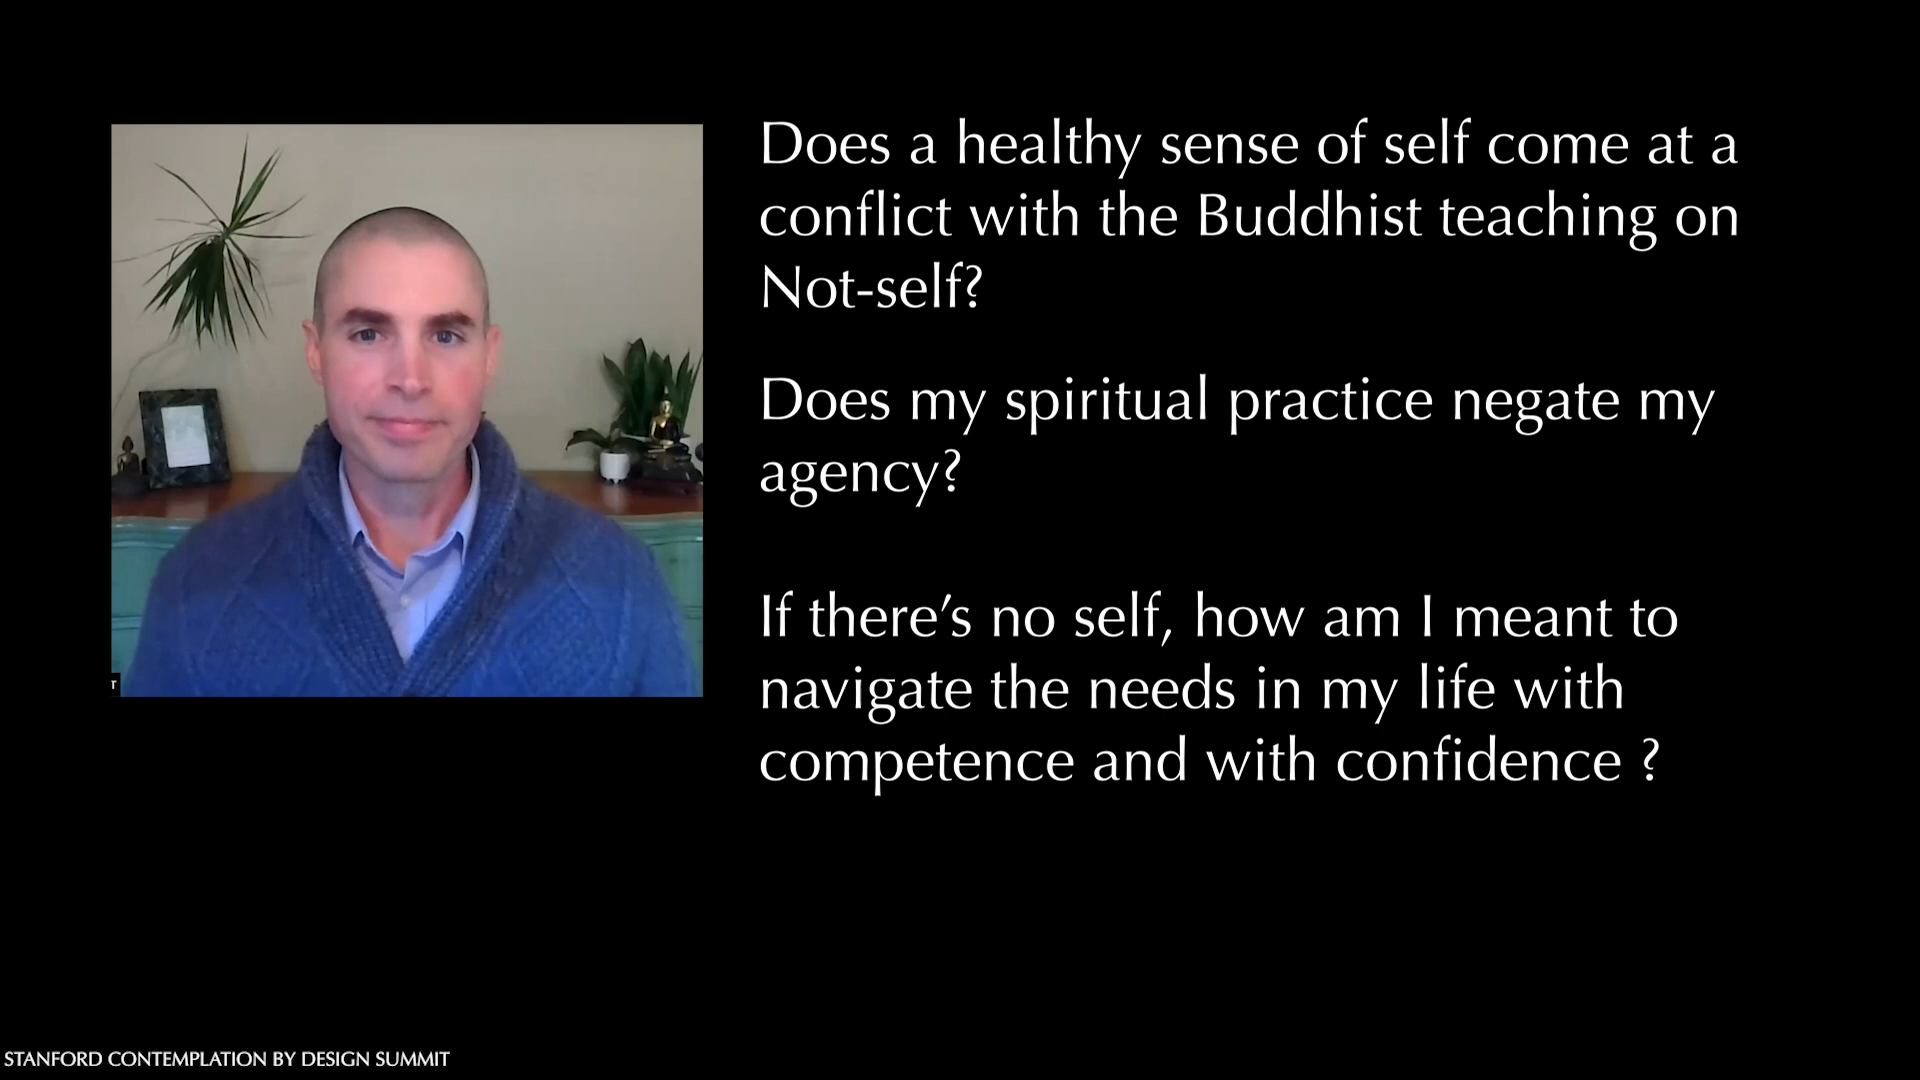 Does a healthy sense of self come at a
conflict with the Buddhist teaching on
Not-self?
Does my spiritual practice negate my
agency?
If there’s no self, how am I meant to
navigate the needs in my life with
competence and with confidence ?
T
STANFORD CONTEMPLATION BY DESIGN SUMMIT